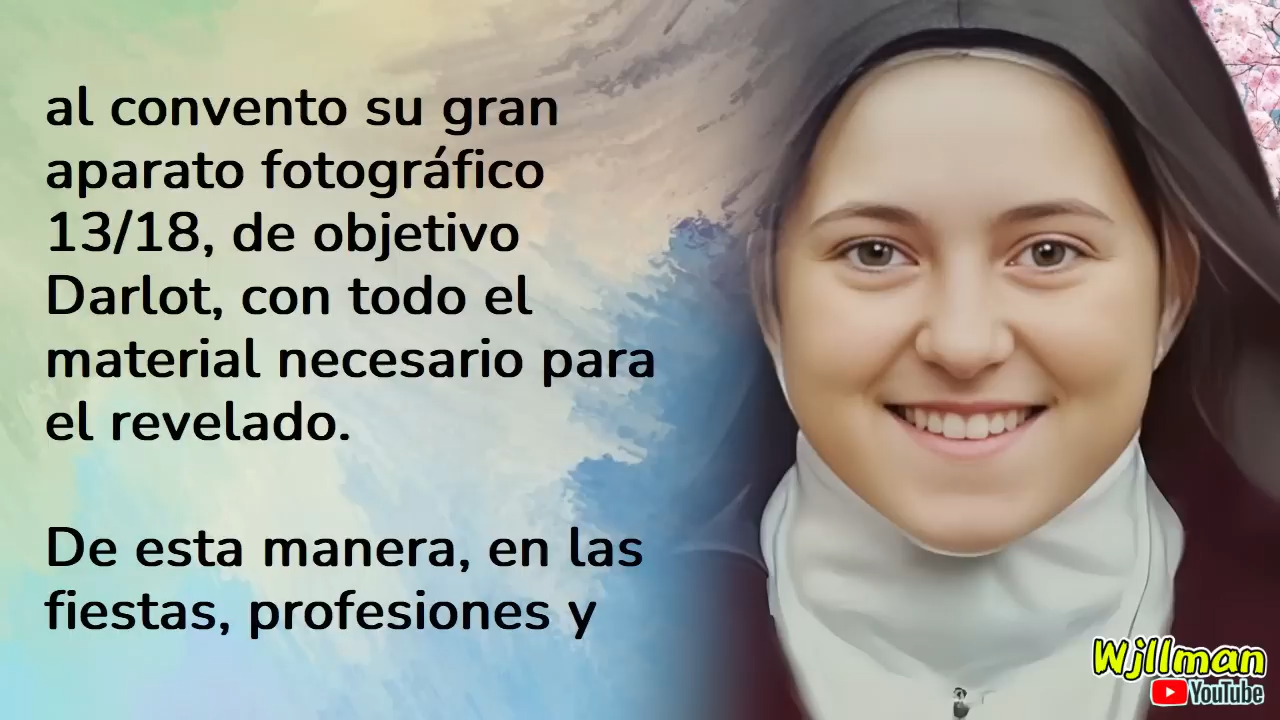 al convento su gran
aparato fotográfico
13/18, de objetivo
Darlot, con todo el
material necesario para
el revelado.
De esta manera, en las
fiestas, profesiones y
Wjllman
YouTube